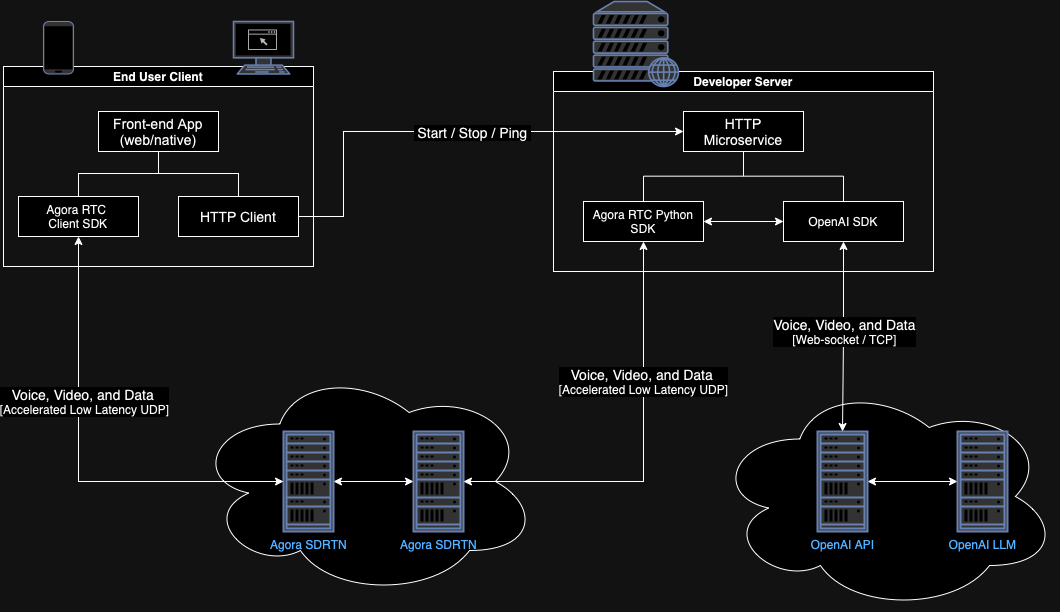 End User Client
Front-end App
(web/native)
Agora RTC
Client SDK
HTTP Client
Start / Stop / Ping
Developer Server
HTTP
Microservice
Agora RTC Python
SDK
OpenAI SDK
Voice, Video, and Data
[Accelerated Low Latency UDP]
Voice, Video, and Data
[Accelerated Low Latency UDP]
Voice, Video, and Data
[Web-socket / TCP]
Agora SDRTN
Agora SDRTN
OpenAI API
OpenAI LLM